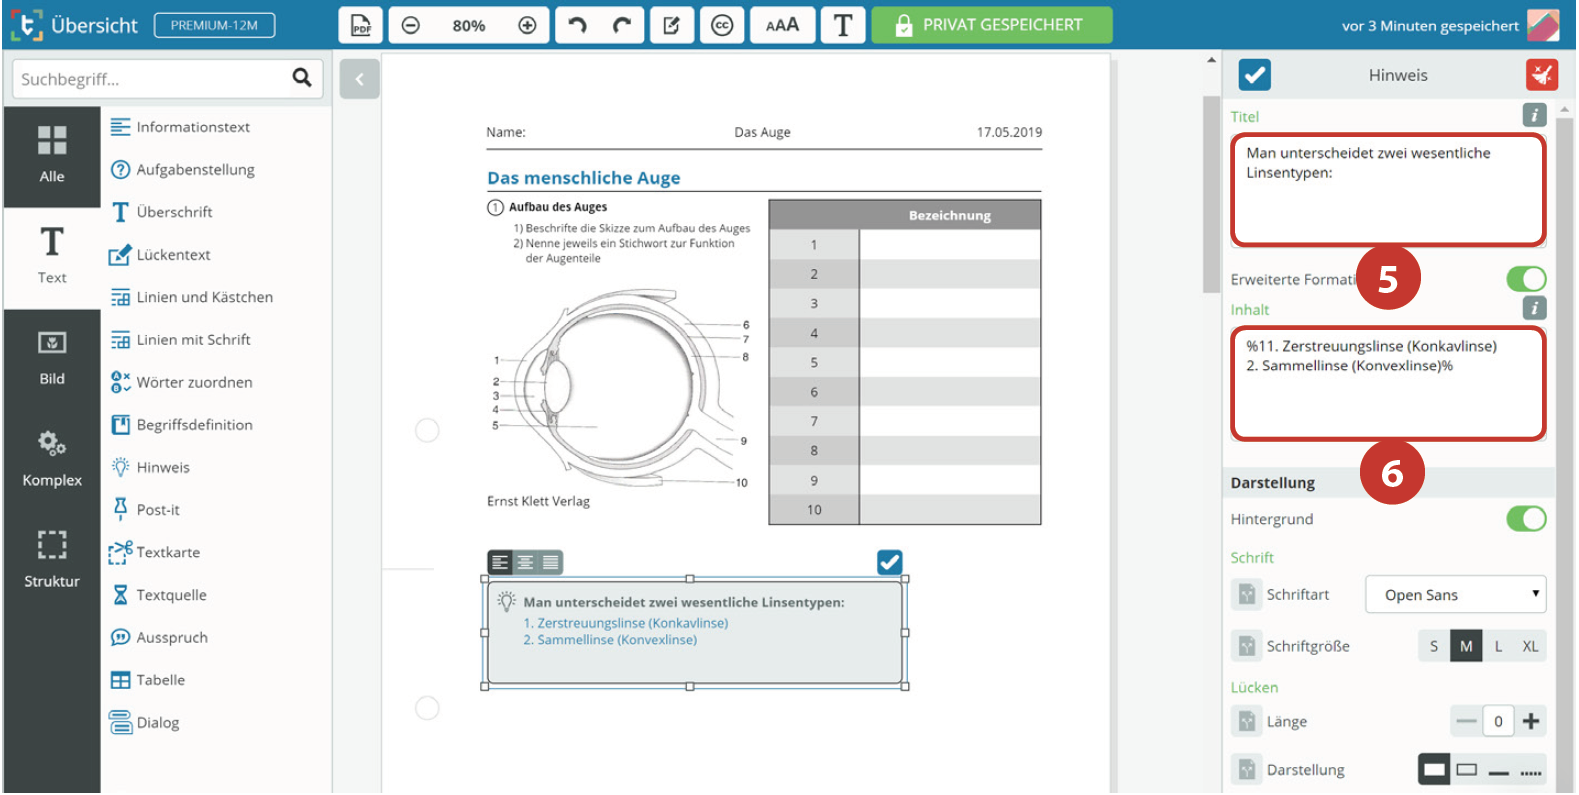 Übersicht
PREMIUM-12M
PDF
80%
CC
AAA
T
PRIVAT GESPEICHERT
vor 3 Minuten gespeichert
Suchbegriff...
Alle
Text
Bild
Komplex
Struktur
Informationstext
Aufgabenstellung
Überschrift
Lückentext
Linien und Kästchen
Linien mit Schrift
Wörter zuordnen
Begriffsdefinition
Hinweis
Post-it
Textkarte
Textquelle
Ausspruch
Tabelle
Dialog
Name:
Das Auge
17.05.2019
Das menschliche Auge
1 Aufbau des Auges
1) Beschrifte die Skizze zum Aufbau des Auges
2) Nenne jeweils ein Stichwort zur Funktion
der Augenteile
1
2
3
4
5
6
7
8
9
10
Ernst Klett Verlag
Bezeichnung
1
2
3
4
5
6
7
8
9
10
Man unterscheidet zwei wesentliche Linsentypen:
1. Zerstreuungslinse (Konkavlinse)
2. Sammellinse (Konvexlinse)
Hinweis
Titel
i
Man unterscheidet zwei wesentliche
Linsentypen:
5
Erweiterte Formati
Inhalt
i
%11. Zerstreuungslinse (Konkavlinse)
2. Sammellinse (Konvexlinse)%
6
Darstellung
Hintergrund
Schrift
Schriftart
Open Sans
Schriftgröße
S M L XL
Lücken
Länge
0
Darstellung